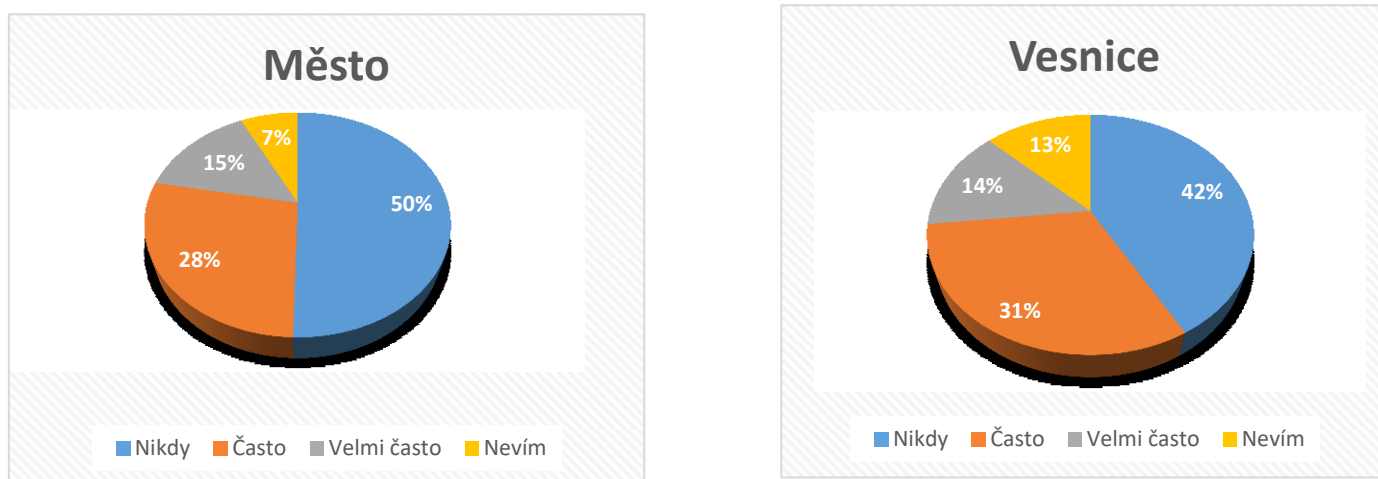 Město
7%
15%
50%
28%
Nikdy Často Velmi často Nevím
Vesnice
13%
14%
42%
31%
Nikdy Často Velmi často Nevím